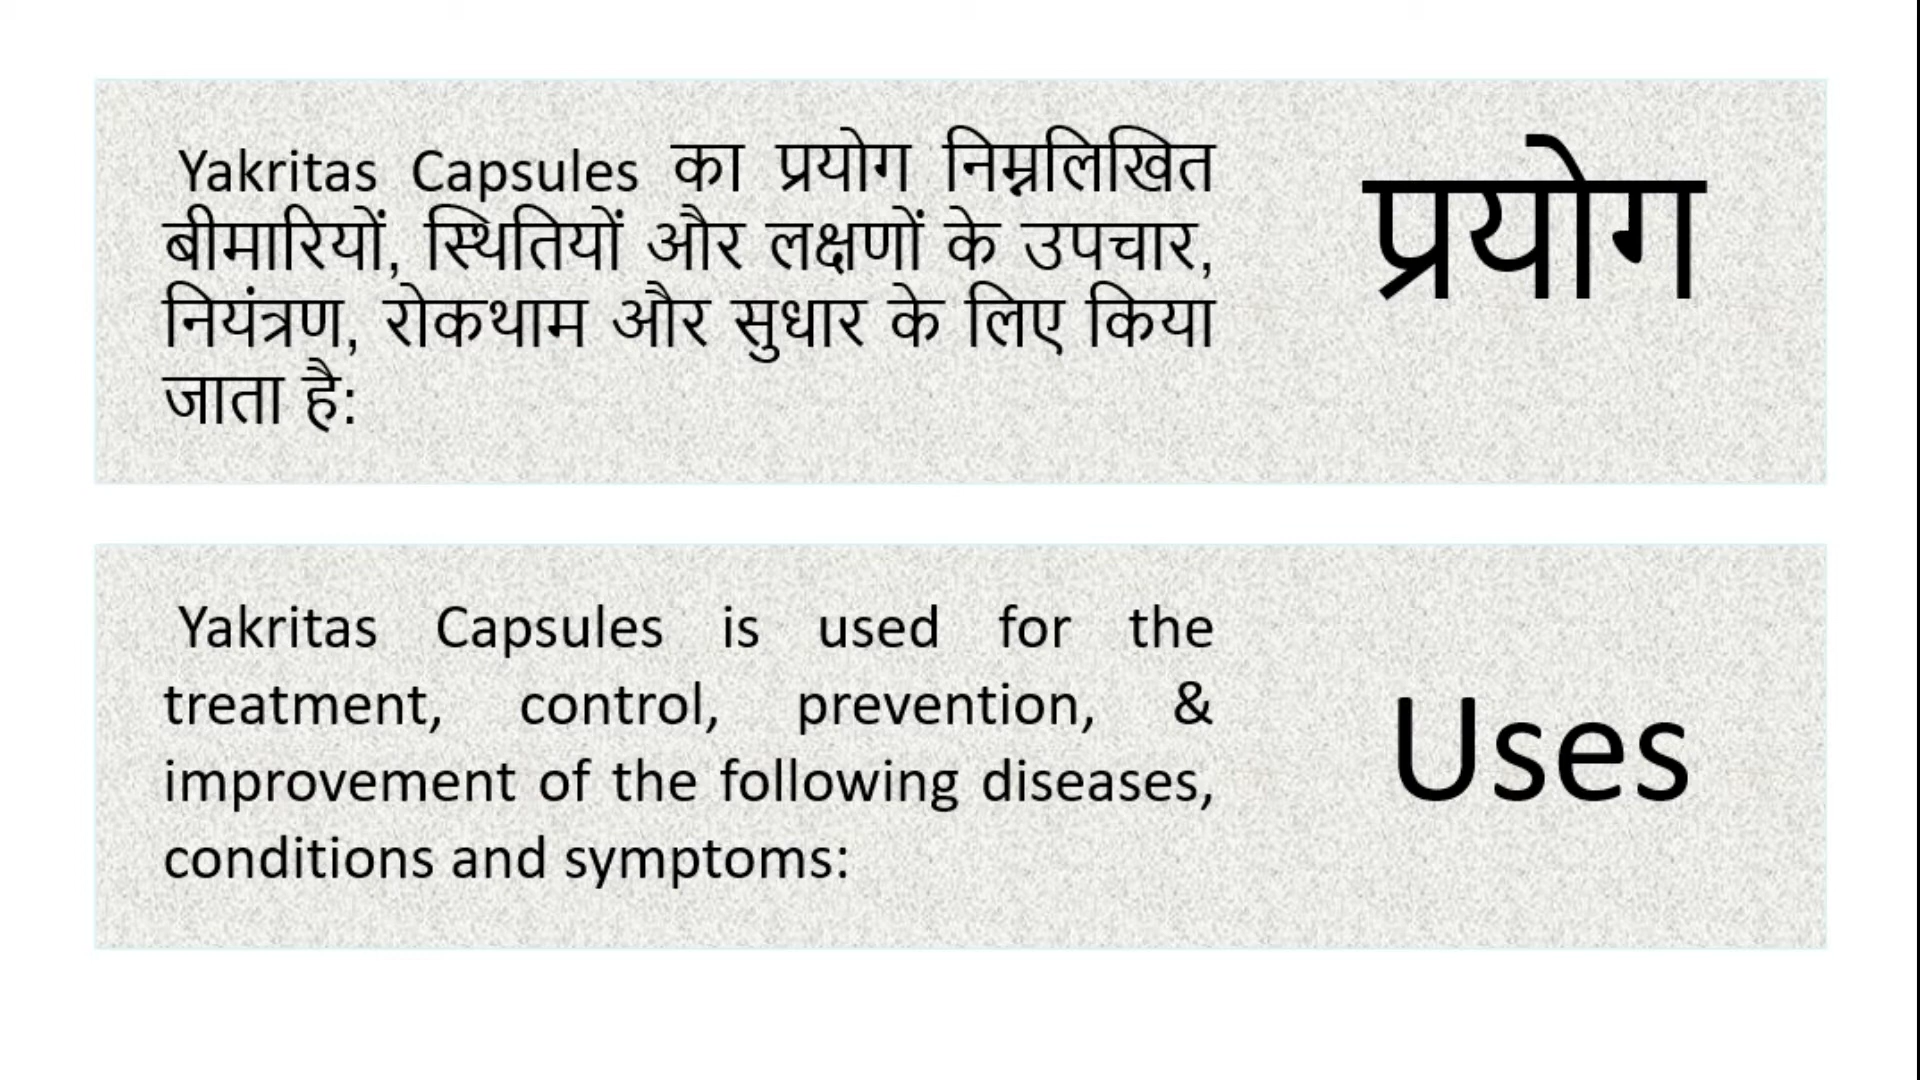 Yakritas Capsules का प्रयोग निम्नलिखित
बीमारियों, स्थितियों और लक्षणों के उपचार,
नियंत्रण, रोकथाम और सुधार के लिए किया
जाता है:
प्रयोग
Yakritas Capsules is used for the
treatment, control, prevention, &
improvement of the following diseases,
conditions and symptoms:
Uses